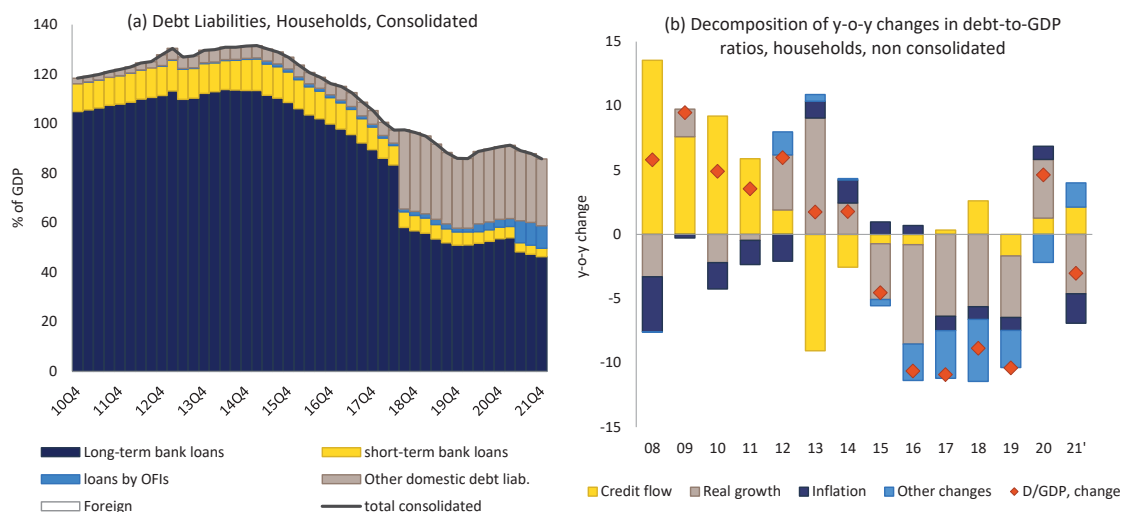 (a) Debt Liabilities, Households, Consolidated
% of GDP
140
120
100
80
60
40
20
0
10Q4
11Q4
12Q4
13Q4
14Q4
15Q4
16Q4
17Q4
18Q4
19Q4
20Q4
21Q4
Long-term bank loans
short-term bank loans
loans by OFIs
Other domestic debt liab.
Foreign
total consolidated
(b) Decomposition of y-o-y changes in debt-to-GDP
ratios, households, non consolidated
y-o-y change
15
10
5
0
-5
-10
-15
08 09 10 11 12 13 14 15 16 17 18 19 20 21'
Credit flow Real growth Inflation Other changes D/GDP, change